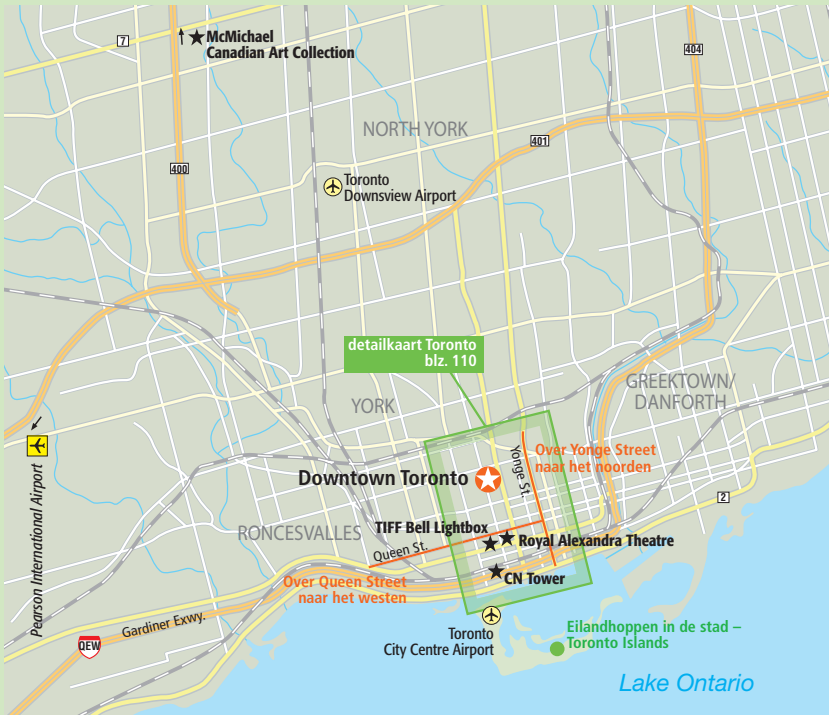 7
McMichael
Canadian Art Collection
404
NORTH YORK
401
400
Toronto
Downsview Airport
detailkaart Toronto
blz. 110
GREEKTOWN/
DANFORTH
YORK
Over Yonge Street
naar het noorden
Yonge St.
Downtown Toronto
Pearson International Airport
2
TIFF Bell Lightbox
RONCESVALLES
Royal Alexandra Theatre
Queen St.
CN Tower
Over Queen Street
naar het westen
Gardiner Exwy.
QEW
Toronto
City Centre Airport
Eilandhoppen in de stad –
Toronto Islands
Lake Ontario